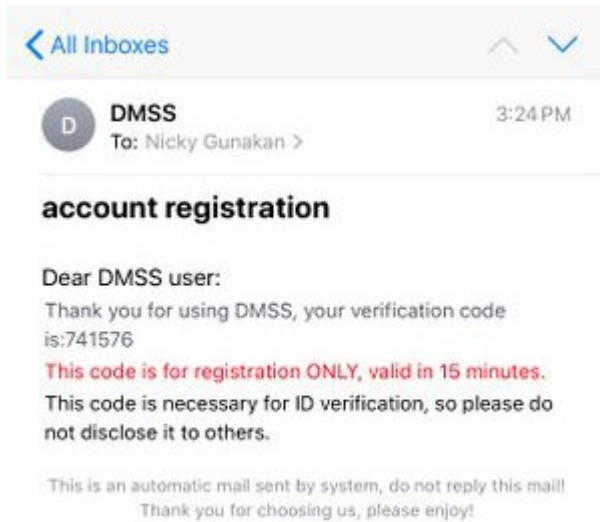 All Inboxes
D
DMSS
3:24 PM
To: Nicky Gunakan >
account registration
Dear DMSS user:
Thank you for using DMSS, your verification code
is:741576
This code is for registration ONLY, valid in 15 minutes.
This code is necessary for ID verification, so please do
not disclose it to others.
This is an automatic mail sent by system, do not reply this mail!
Thank you for choosing us, please enjoy!